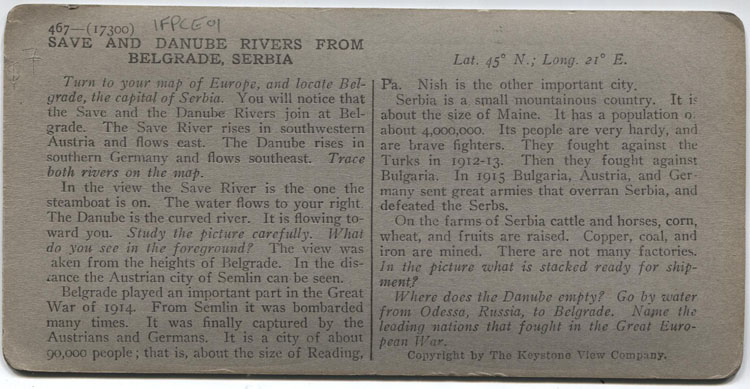 467—(17300) IFPCE01
SAVE AND DANUBE RIVERS FROM
BELGRADE, SERBIA
Turn to your map of Europe, and locate Bel-
grade, the capital of Serbia. You will notice that
the Save and the Danube Rivers join at Bel-
grade. The Save River rises in southwestern
Austria and flows east. The Danube rises in
southern Germany and flows southeast. Trace
both rivers on the map.
In the view the Save River is the one the
steamboat is on. The water flows to your right.
The Danube is the curved river. It is flowing to-
ward you. Study the picture carefully. What
do you see in the foreground? The view was
aken from the heights of Belgrade. In the dis-
ance the Austrian city of Semlin can be seen.
Belgrade played an important part in the Great
War of 1914. From Semlin it was bombarded
many times. It was finally captured by the
Austrians and Germans. It is a city of about
90,000 people; that is, about the size of Reading,
Lat. 45° N.; Long. 21° E.
Pa. Nish is the other important city.
Serbia is a small mountainous country. It is
about the size of Maine. It has a population o
about 4,000,000. Its people are very hardy, and
are brave fighters. They fought against the
Turks in 1912-13. Then they fought against
Bulgaria. In 1915 Bulgaria, Austria, and Ger-
many sent great armies that overran Serbia, and
defeated the Serbs.
On the farms of Serbia cattle and horses, corn,
wheat, and fruits are raised. Copper, coal, and
iron are mined. There are not many factories.
In the picture what is stacked ready for ship-
ment?
Where does the Danube empty? Go by water
from Odessa, Russia, to Belgrade. Name the
leading nations that fought in the Great Euro-
pean War.
Copyright by The Keystone View Company.